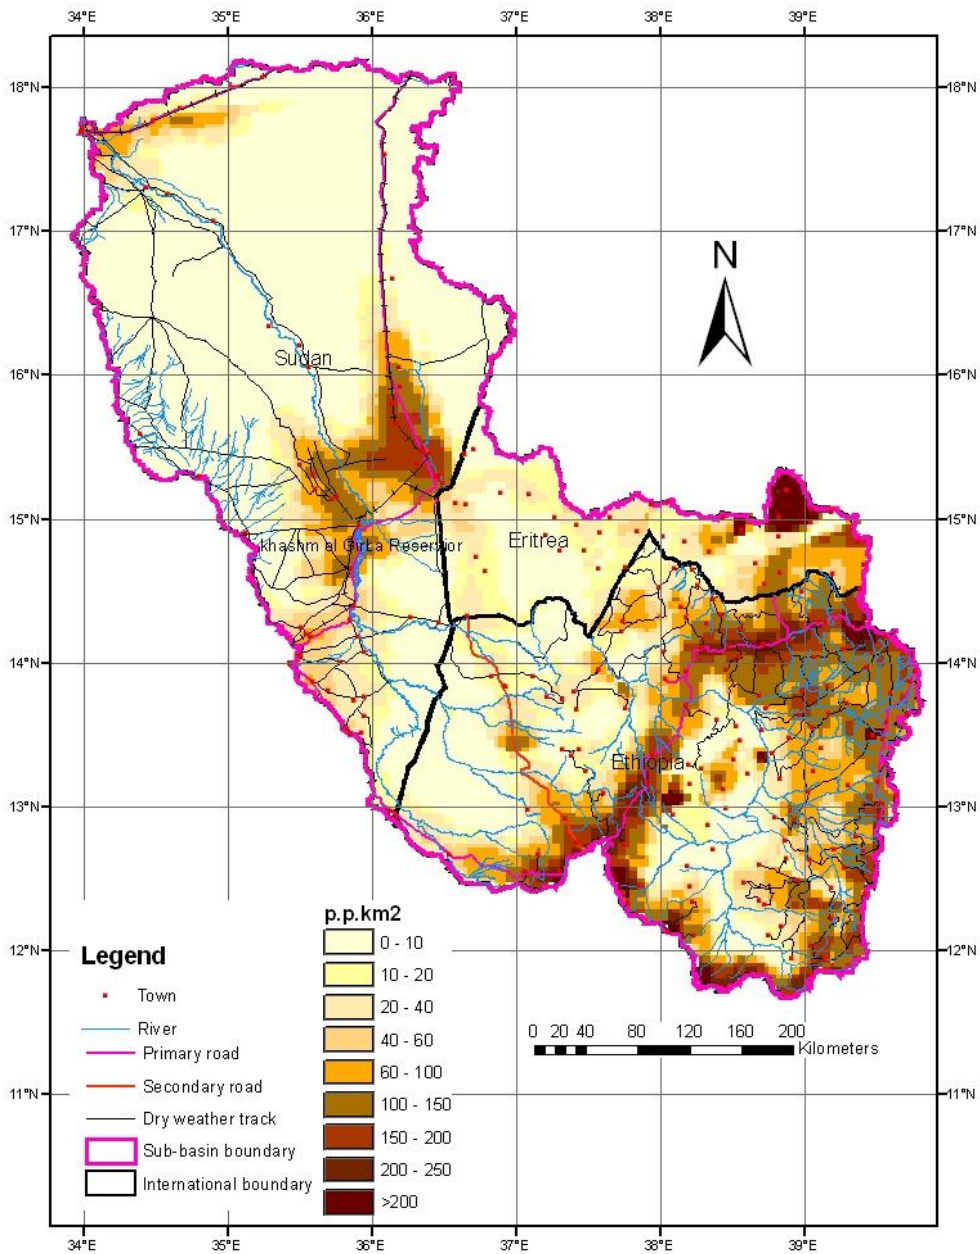 34°E 35°E 36°E 37°E 38°E 39°E
18°N 18°N
17°N 17°N
N
16°N 16°N
Sudan
15°N 15°N
khashm el Girba Reservior
Eritrea
14°N 14°N
Ethiopia
13°N 13°N
12°N 12°N
11°N 11°N
Legend
Town
River
Primary road
Secondary road
Dry weather track
Sub-basin boundary
International boundary
p.p.km2
0 - 10
10 - 20
20 - 40
40 - 60
60 - 100
100 - 150
150 - 200
200 - 250
>200
0 20 40 80 120 160 200
Kilometers
34°E 35°E 36°E 37°E 38°E 39°E